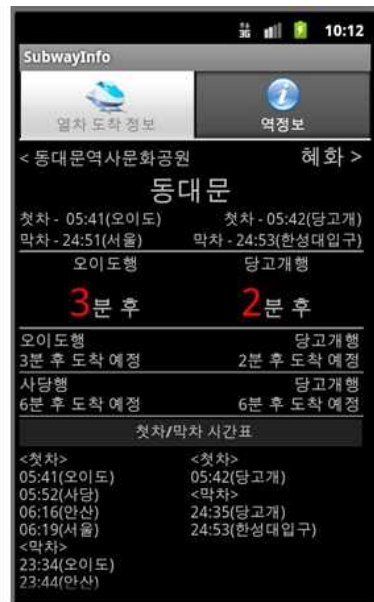 3G 10:12
SubwayInfo
열차 도착 정보 역정보
< 동대문역사문화공원 혜화 >
동대문
첫차 - 05:41(오이도) 첫차 - 05:42(당고개)
막차 - 24:51(서울) 막차 - 24:53(한성대입구)
오이도행 당고개행
3분 후 2분 후
오이도행 당고개행
3분 후 도착 예정 2분 후 도착 예정
사당행 당고개행
6분 후 도착 예정 6분 후 도착 예정
첫차/막차 시간표
<첫차> <첫차>
05:41(오이도) 05:42(당고개)
05:52(사당) <막차>
06:16(안산) 24:35(당고개)
06:19(서울) 24:53(한성대입구)
<막차>
23:34(오이도)
23:44(안산)